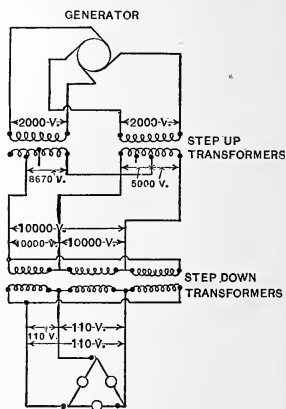 GENERATOR
2000-V. 2000-V.
STEP UP
TRANSFORMERS
8670 V. 5000 V.
10000-V.
10000-V. 10000-V.
STEP DOWN
TRANSFORMERS
110-V.
110 V.
110-V.